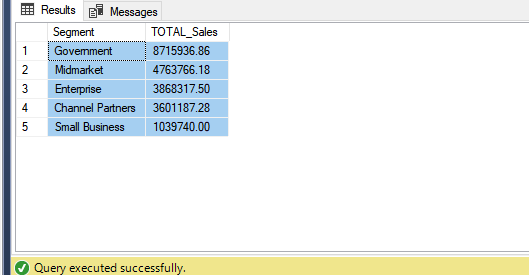 Results Messages
Segment TOTAL_Sales
1 Government 8715936.86
2 Midmarket 4763766.18
3 Enterprise 3868317.50
4 Channel Partners 3601187.28
5 Small Business 1039740.00
Query executed successfully.